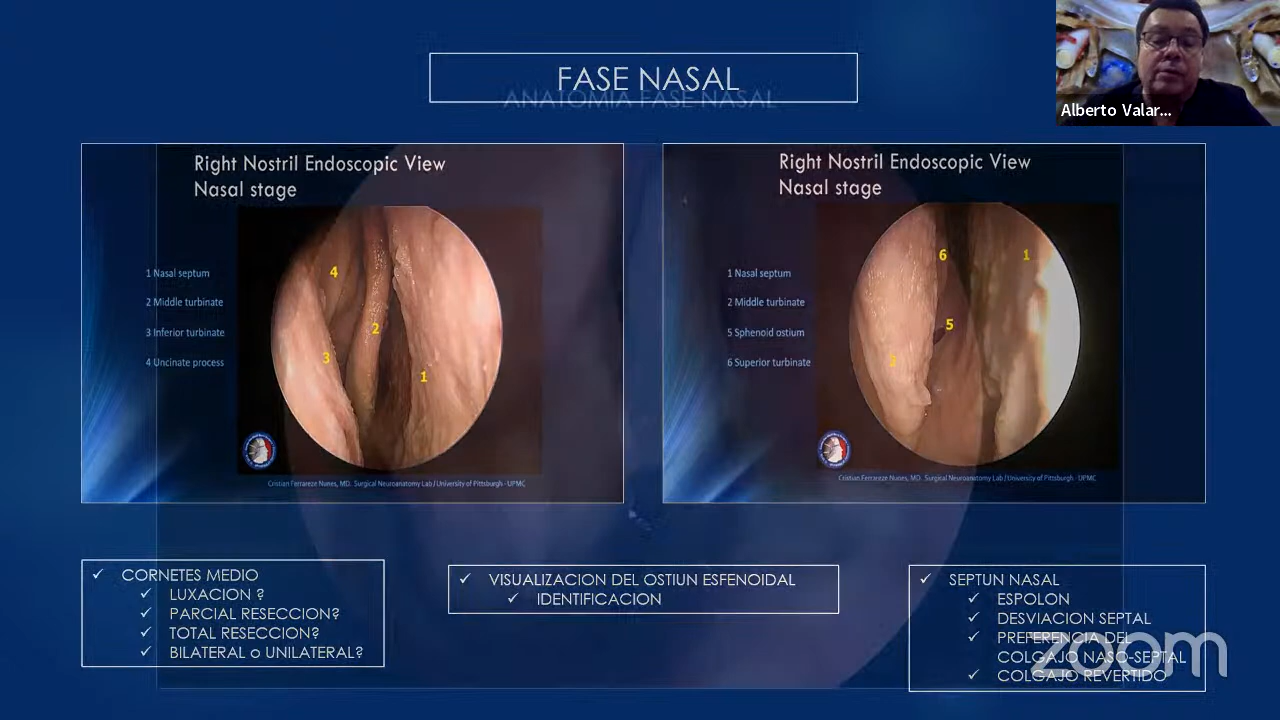 FASE NASAL
ANATOMIA FASE NASAL
Alberto Valar...
Right Nostril Endoscopic View
Nasal stage
4
2
3
1
1 Nasal septum
2 Middle turbinate
3 Inferior turbinate
4 Uncinate process
Cristian Ferrareze Nunes, MD. Surgical Neuroanatomy Lab / University of Pittsburgh - UPMC
Right Nostril Endoscopic View
Nasal stage
6
1
5
1 Nasal septum
2 Middle turbinate
5 Sphenoid ostium
6 Superior turbinate
Cristian Ferrareze Nunes, MD. Surgical Neuroanatomy Lab / University of Pittsburgh - UPMC
✓ CORNETES MEDIO
✓ LUXACION ?
✓ PARCIAL RESECCION?
✓ TOTAL RESECCION?
✓ BILATERAL o UNILATERAL?
✓ VISUALIZACION DEL OSTIUN ESFENOIDAL
✓ IDENTIFICACION
✓ SEPTUN NASAL
✓ ESPOLON
✓ DESVIACION SEPTAL
✓ PREFERENCIA DEL
COLGAJO NASO-SEPTAL
✓ COLGAJO REVERTIDO
zoom